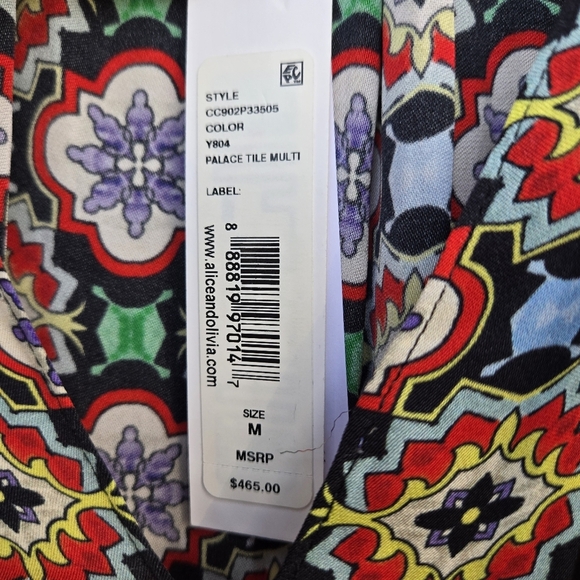 STYLE
CC902P33505
COLOR
Y804
PALACE TILE MULTI
LABEL:
8 88819 97014 7
www.aliceandolivia.com
SIZE
M
MSRP
$465.00